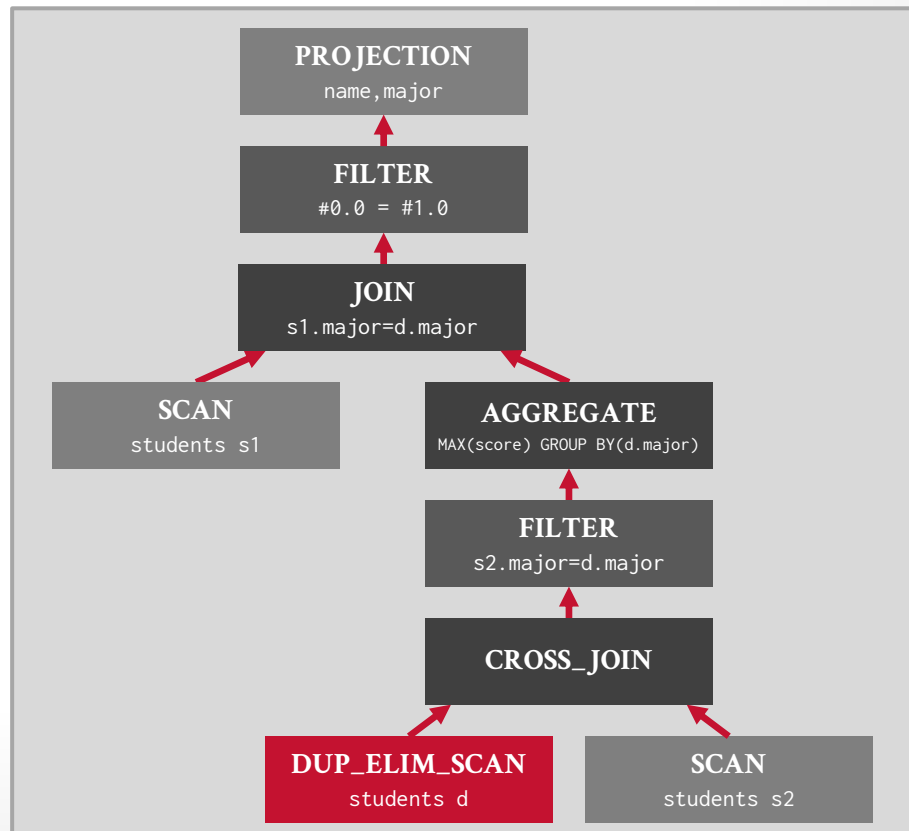 PROJECTION
name,major
FILTER
#0.0 = #1.0
JOIN
s1.major=d.major
SCAN
students s1
AGGREGATE
MAX(score) GROUP BY(d.major)
FILTER
s2.major=d.major
CROSS_JOIN
DUP_ELIM_SCAN
students d
SCAN
students s2